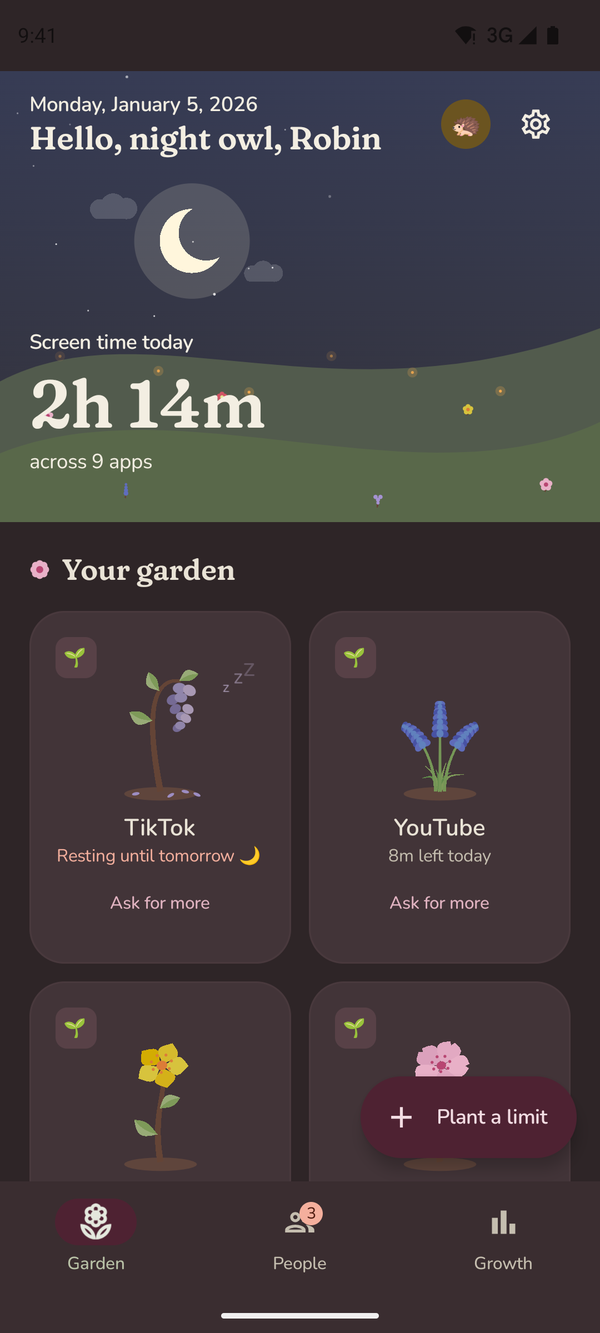 9:41
3G
Monday, January 5, 2026
Hello, night owl, Robin
Screen time today
2h 14m
across 9 apps
Your garden
z z Z
TikTok
Resting until tomorrow 🌙
Ask for more
YouTube
8m left today
Ask for more
Plant a limit
3
Garden
People
Growth